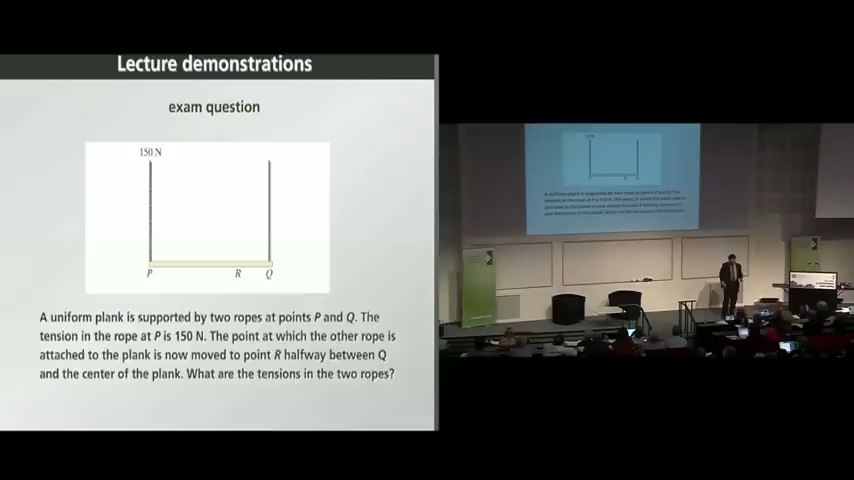 Lecture demonstrations
exam question
150 N
P
R
Q
A uniform plank is supported by two ropes at points P and Q. The
tension in the rope at P is 150 N. The point at which the other rope is
attached to the plank is now moved to point R halfway between Q
and the center of the plank. What are the tensions in the two ropes?